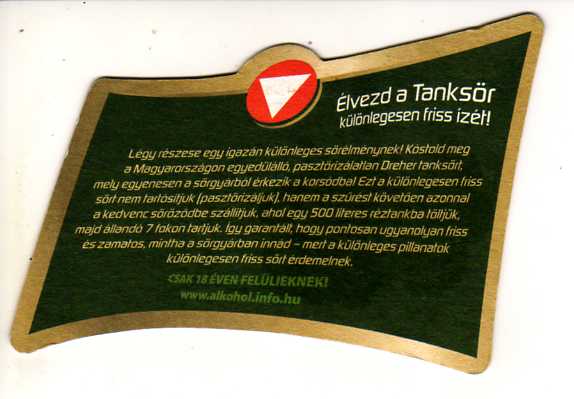 Élvezd a Tanksör
különlegesen friss ízét!
Légy részese egy igazán különleges sörélménynek! Kóstold meg
a Magyarországon egyedülálló, pasztőrizálatlan Dreher tanksört,
mely egyenesen a sörgyárból érkezik a korsódba! Ezt a különlegesen friss
sört nem tartósítjuk (pasztőrizáljuk), hanem a szűrést követően azonnal
a kedvenc söröződbe szállítjuk, ahol egy 500 literes réztankba töltjük,
majd állandó 7 fokon tartjuk. Így garantált, hogy pontosan ugyanolyan friss
és zamatos, mintha a sörgyárban innád – mert a különleges pillanatok
különlegesen friss sört érdemelnek.
CSAK 18 ÉVEN FELÜLIEKNEK!
www.alkohol.info.hu